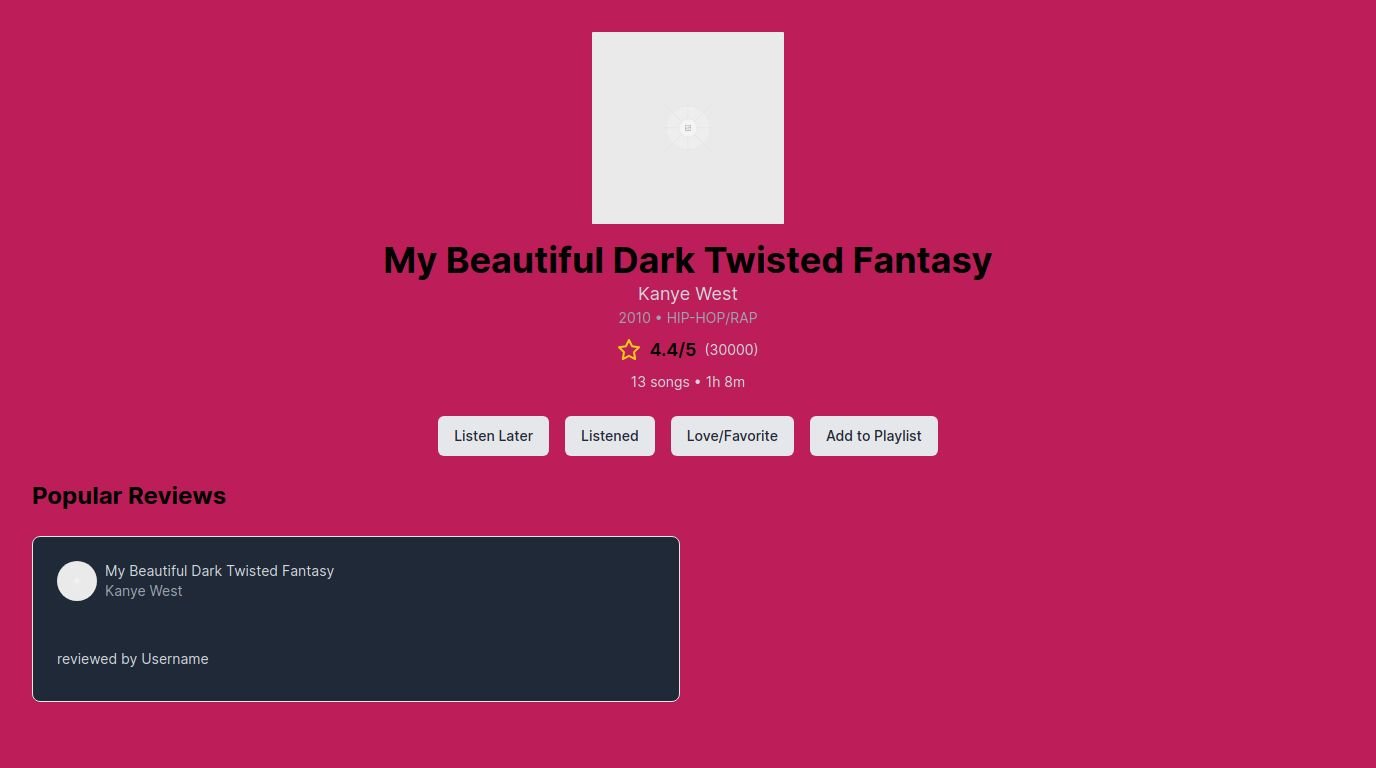 My Beautiful Dark Twisted Fantasy
Kanye West
2010 • HIP-HOP/RAP
4.4/5 (30000)
13 songs • 1h 8m
Listen Later Listened Love/Favorite Add to Playlist
Popular Reviews
My Beautiful Dark Twisted Fantasy
Kanye West
reviewed by Username